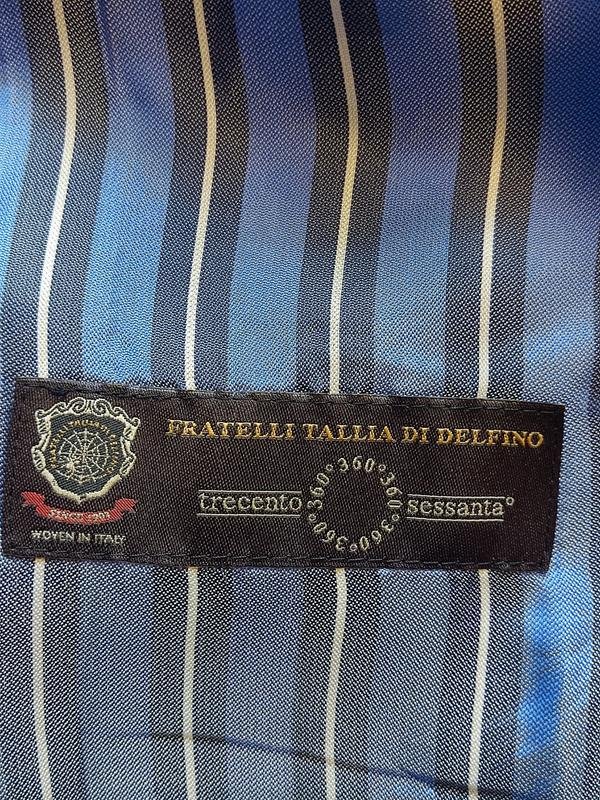 FRATELLI TALLIA DI DELFINO
trecento 360°360°360°360°360° sessanta°
SINCE 1903
WOVEN IN ITALY